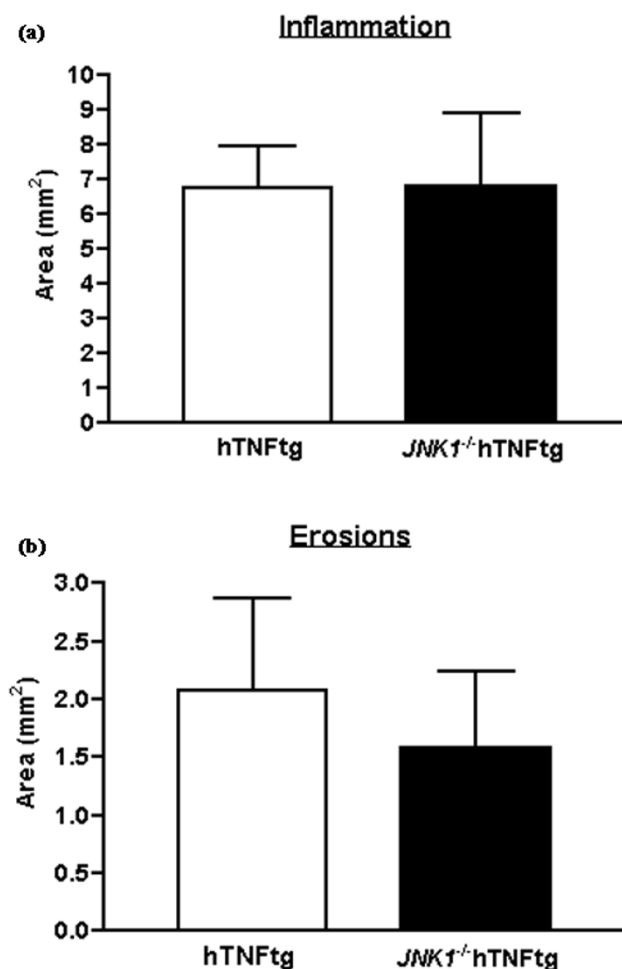 (a)
Inflammation
Area (mm²)
10
9
8
7
6
5
4
3
2
1
0
hTNFtg
JNK1⁻/⁻hTNFtg
(b)
Erosions
Area (mm²)
3.0
2.5
2.0
1.5
1.0
0.5
0.0
hTNFtg
JNK1⁻/⁻hTNFtg